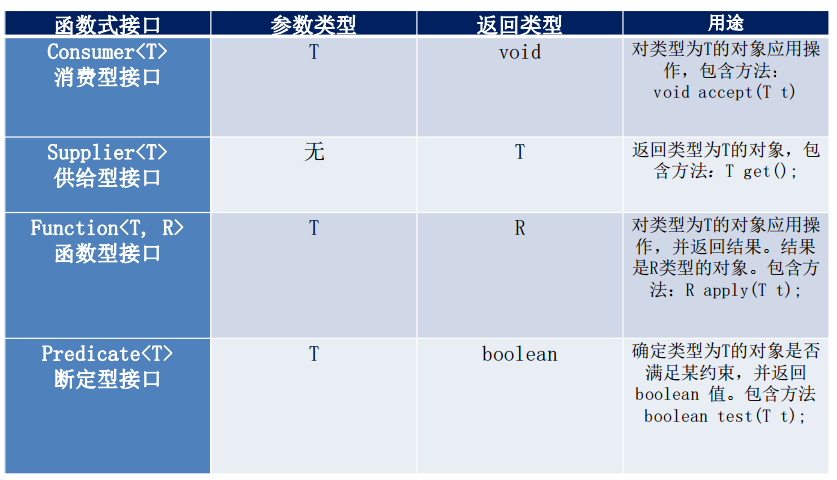 函数式接口 参数类型 返回类型 用途
Consumer<T>
消费型接口
T
void
对类型为T的对象应用操
作，包含方法：
void accept(T t)
Supplier<T>
供给型接口
无
T
返回类型为T的对象，包
含方法：T get();
Function<T, R>
函数型接口
T
R
对类型为T的对象应用操
作，并返回结果。结果
是R类型的对象。包含方
法：R apply(T t);
Predicate<T>
断定型接口
T
boolean
确定类型为T的对象是否
满足某约束，并返回
boolean 值。包含方法
boolean test(T t);